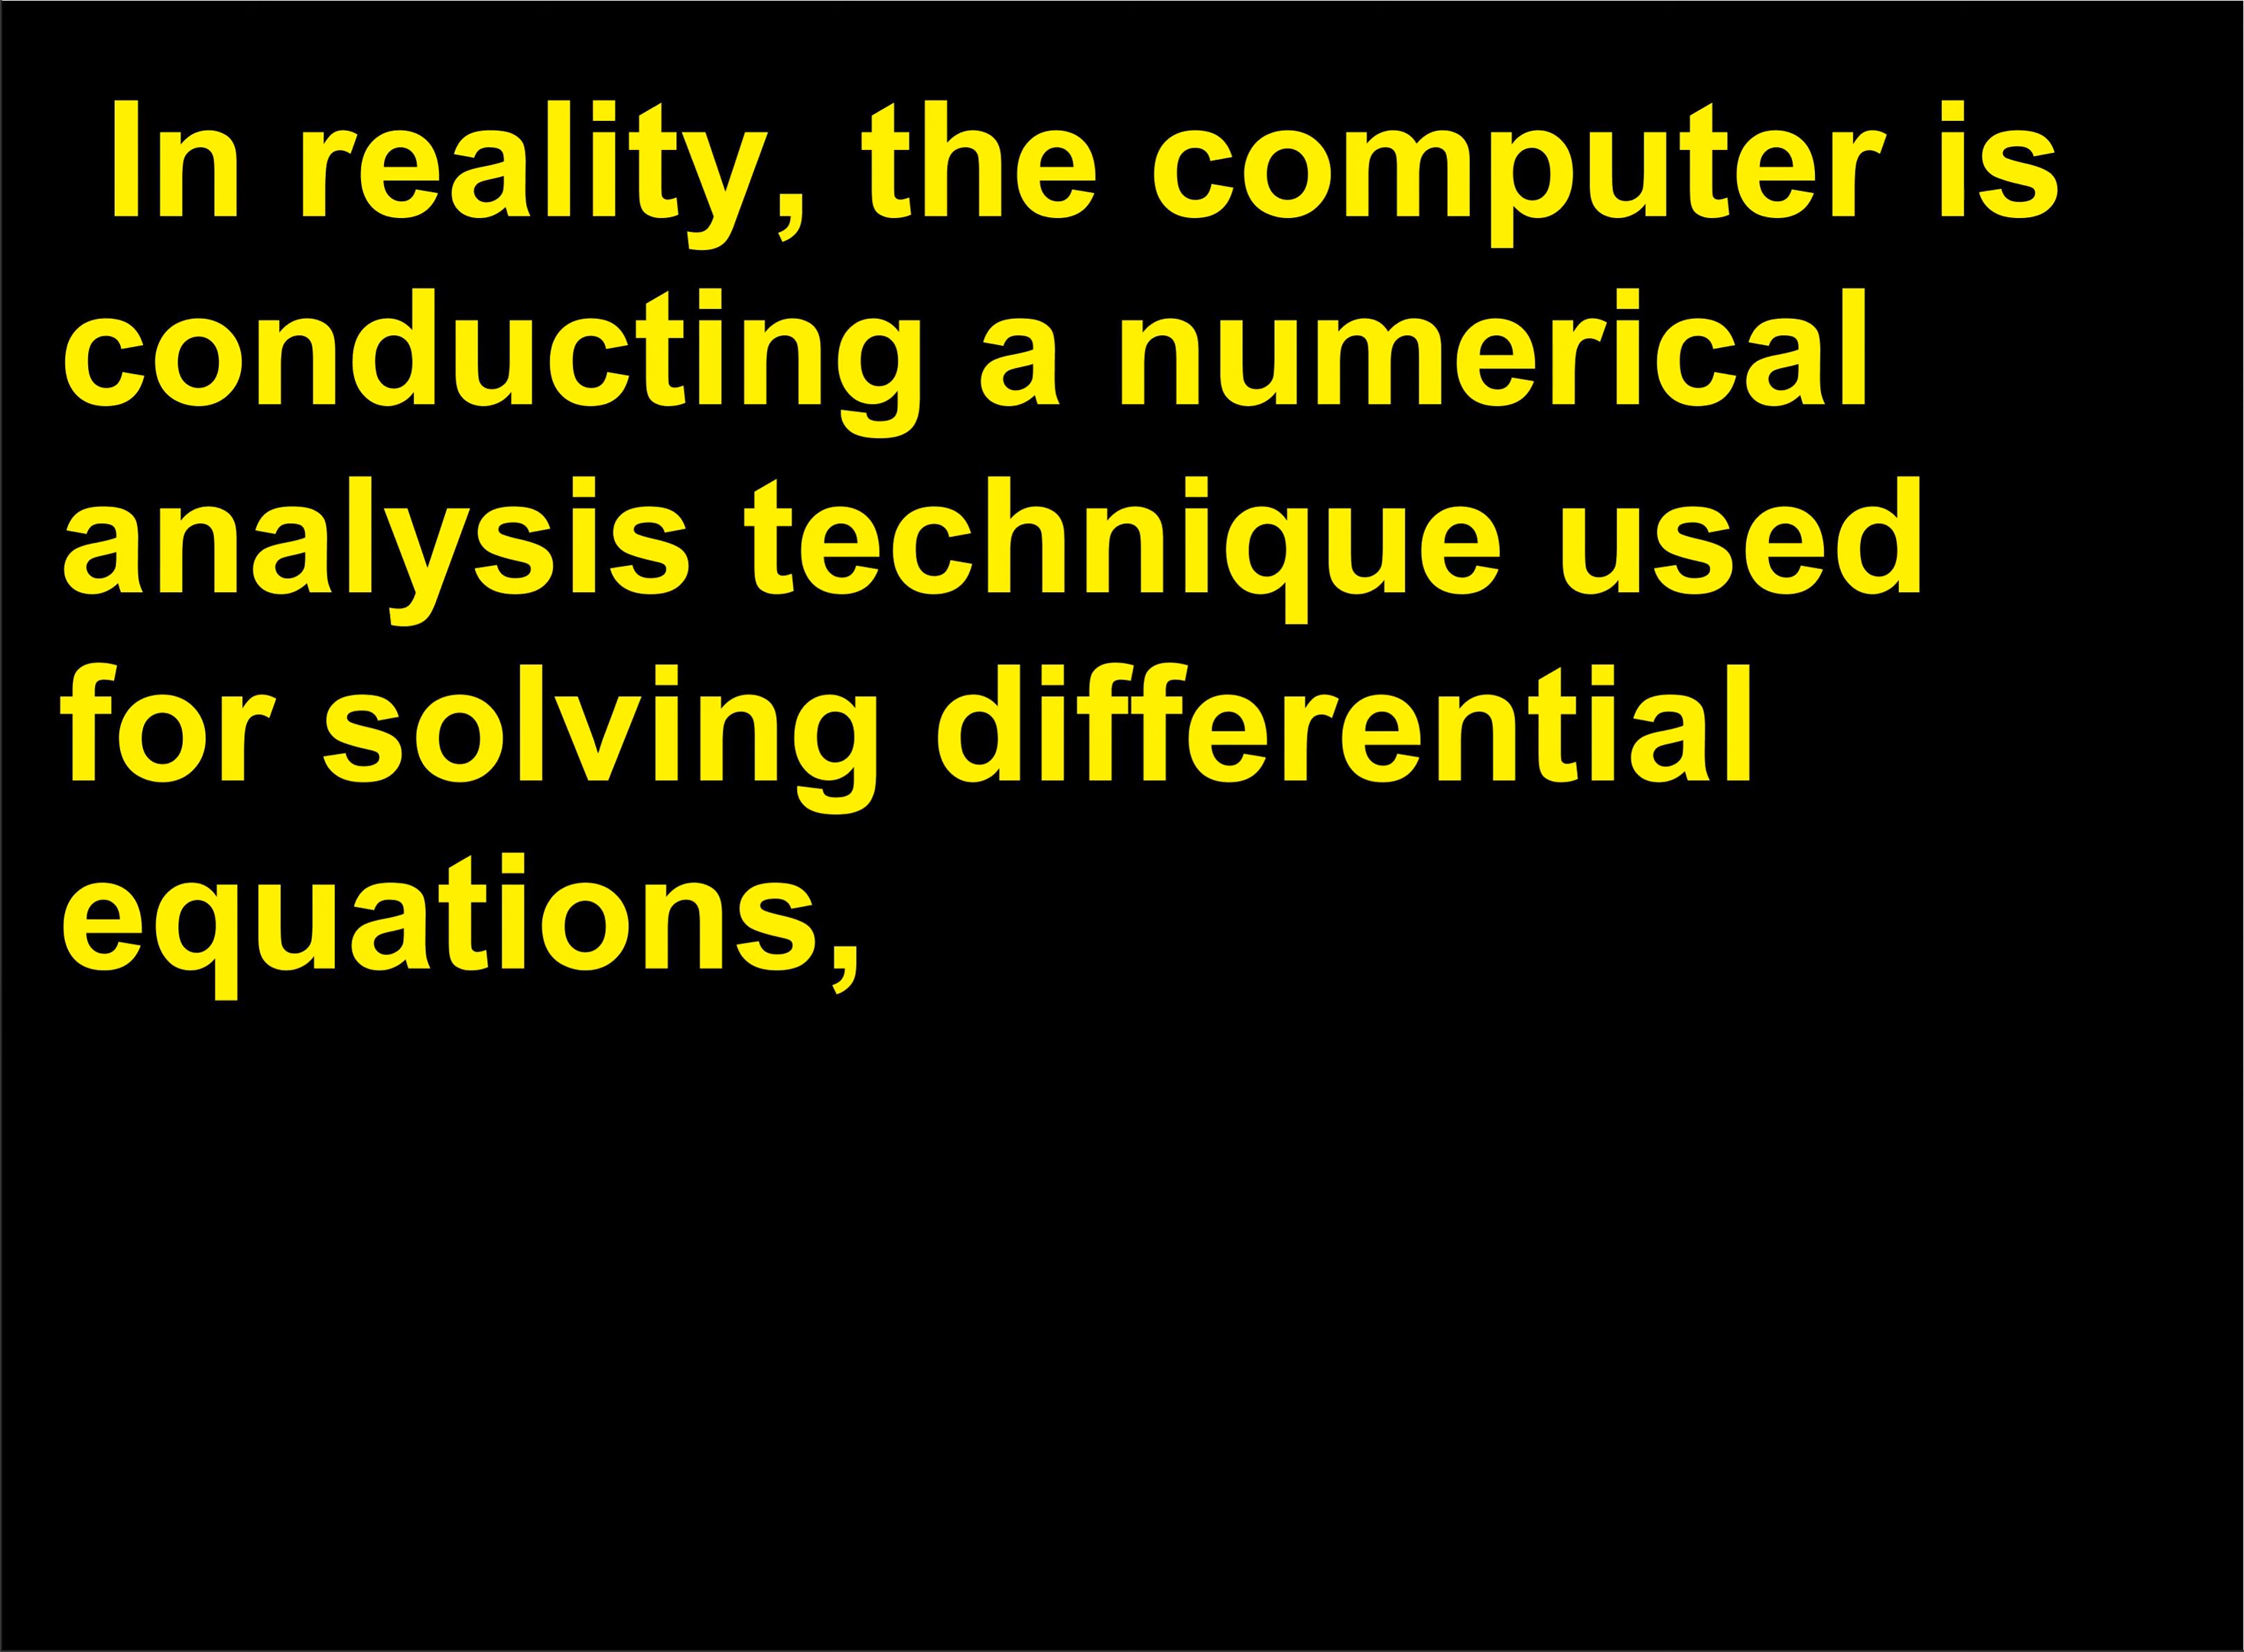 In reality, the computer is
conducting a numerical
analysis technique used
for solving differential
equations,